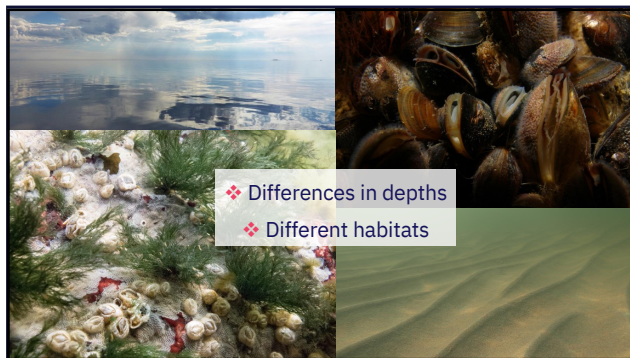 ❖ Differences in depths
❖ Different habitats